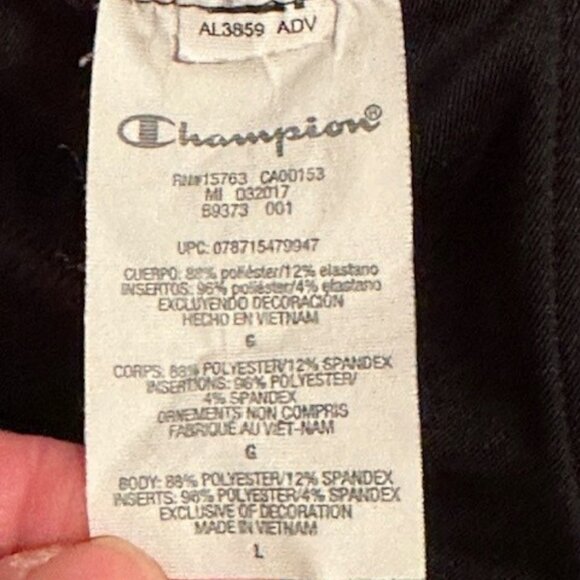 AL3859 ADV
Champion®
RN#15763 CA00153
MI 032017
B9373 001
UPC: 078715479947
CUERPO: 88% poliéster/12% elastano
INSERTOS: 96% poliéster/4% elastano
EXCLUYENDO DECORACIÓN
HECHO EN VIETNAM
G
CORPS: 88% POLYESTER/12% SPANDEX
INSERTIONS: 96% POLYESTER/
4% SPANDEX
ORNEMENTS NON COMPRIS
FABRIQUÉ AU VIET-NAM
G
BODY: 88% POLYESTER/12% SPANDEX
INSERTS: 96% POLYESTER/4% SPANDEX
EXCLUSIVE OF DECORATION
MADE IN VIETNAM
L